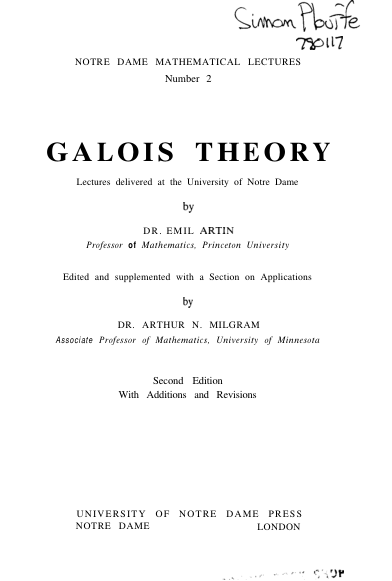 Simon Plouffe
780117
NOTRE DAME MATHEMATICAL LECTURES
Number 2
GALOIS THEORY
Lectures delivered at the University of Notre Dame
by
DR. EMIL ARTIN
Professor of Mathematics, Princeton University
Edited and supplemented with a Section on Applications
by
DR. ARTHUR N. MILGRAM
Associate Professor of Mathematics, University of Minnesota
Second Edition
With Additions and Revisions
UNIVERSITY OF NOTRE DAME PRESS
NOTRE DAME LONDON